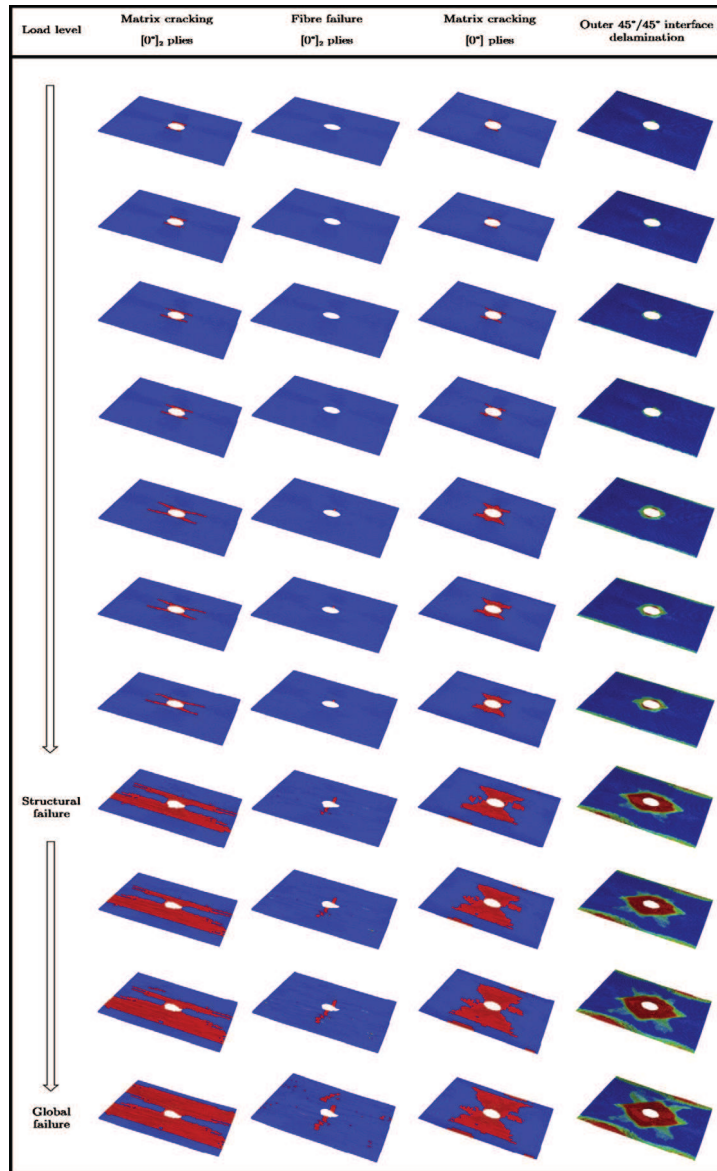 Load level
Matrix cracking
[0°]₂ plies
Fibre failure
[0°]₂ plies
Matrix cracking
[0°] plies
Outer 45°/45° interface
delamination
Structural
failure
Global
failure